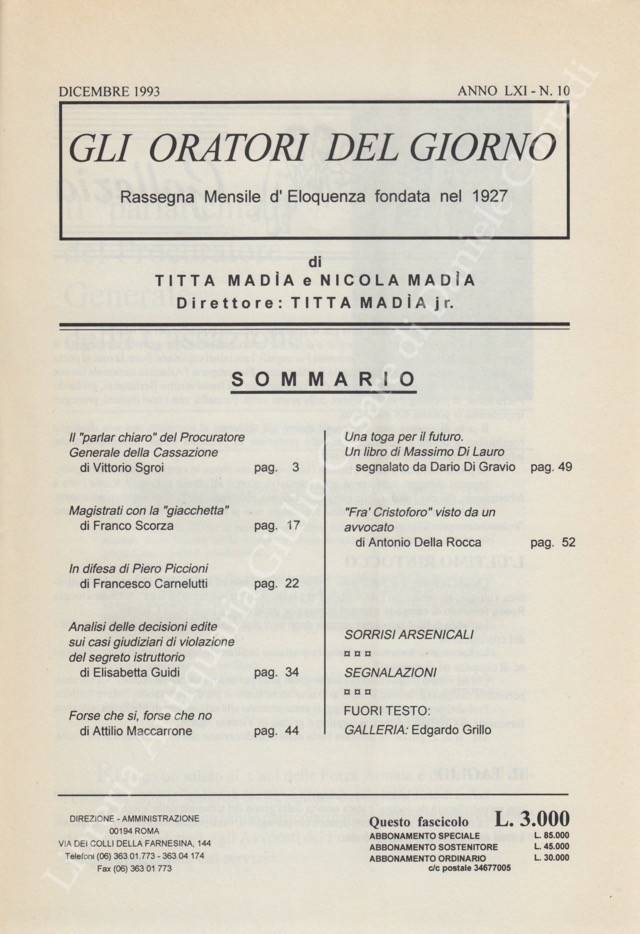 DICEMBRE 1993
ANNO LXI - N. 10
GLI ORATORI DEL GIORNO
Rassegna Mensile d' Eloquenza fondata nel 1927
di
TITTA MADÌA e NICOLA MADÌA
Direttore: TITTA MADÌA jr.
SOMMARIO
Il "parlar chiaro" del Procuratore
Generale della Cassazione
di Vittorio Sgroi pag. 3
Magistrati con la "giacchetta"
di Franco Scorza pag. 17
In difesa di Piero Piccioni
di Francesco Carnelutti pag. 22
Analisi delle decisioni edite
sui casi giudiziari di violazione
del segreto istruttorio
di Elisabetta Guidi pag. 34
Forse che si, forse che no
di Attilio Maccarrone pag. 44
Una toga per il futuro.
Un libro di Massimo Di Lauro
segnalato da Dario Di Gravio pag. 49
"Fra' Cristoforo" visto da un
avvocato
di Antonio Della Rocca pag. 52
SORRISI ARSENICALI
¤ ¤ ¤
SEGNALAZIONI
¤ ¤ ¤
FUORI TESTO:
GALLERIA: Edgardo Grillo
DIREZIONE - AMMINISTRAZIONE
00194 ROMA
VIA DEI COLLI DELLA FARNESINA, 144
Telefoni (06) 363 01.773 - 363 04 174
Fax (06) 363 01 773
Questo fascicolo L. 3.000
ABBONAMENTO SPECIALE L. 85.000
ABBONAMENTO SOSTENITORE L. 45.000
ABBONAMENTO ORDINARIO L. 30.000
c/c postale 34677005